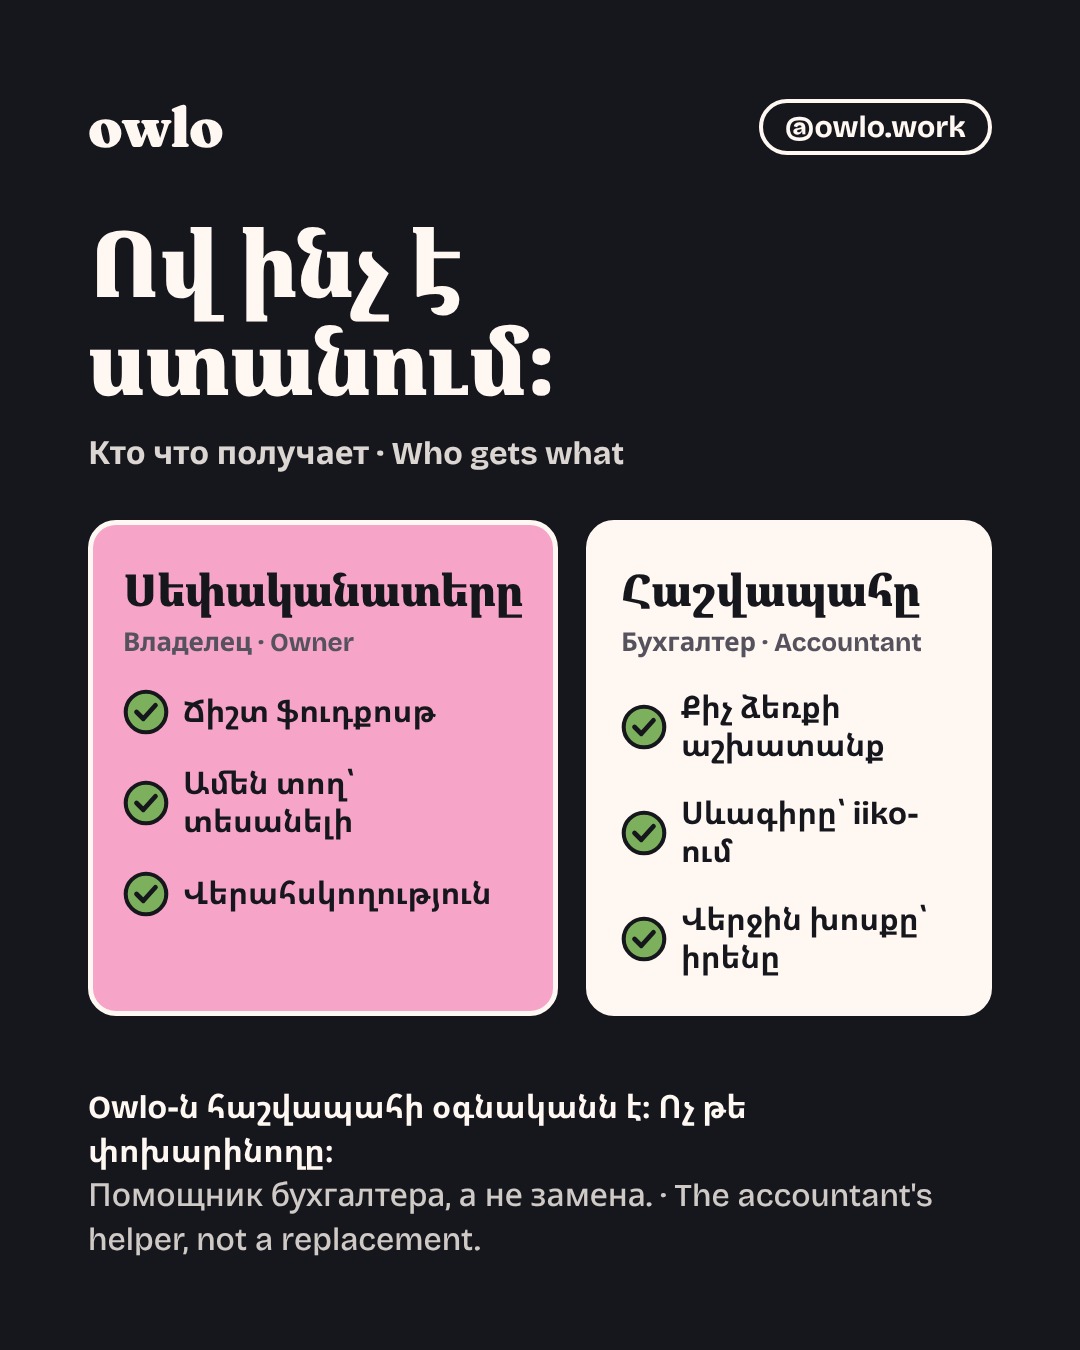 owlo
@owlo.work
Ով ինչ է
ստանում:
Кто что получает · Who gets what
Սեփականատերը
Владелец · Owner
Ճիշտ ֆուդքոսթ
Ամեն տող՝
տեսանելի
Վերահսկողություն
Հաշվապահը
Бухгалтер · Accountant
Քիչ ձեռքի
աշխատանք
Սևագիրը՝ iiko-
ում
Վերջին խոսքը՝
իրենը
Owlo-ն հաշվապահի օգնականն է: Ոչ թե
փոխարինողը:
Помощник бухгалтера, а не замена. · The accountant's
helper, not a replacement.